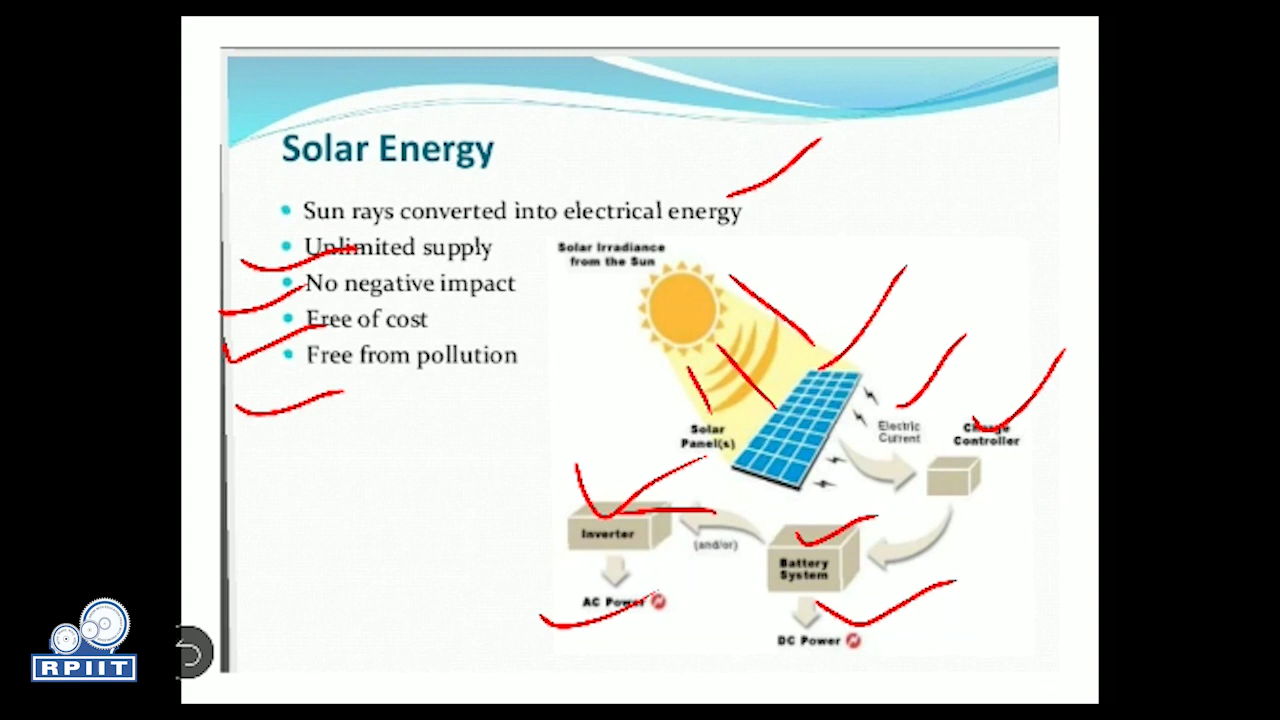 Solar Energy
Sun rays converted into electrical energy
Unlimited supply
No negative impact
Free of cost
Free from pollution
Solar Irradiance
from the Sun
Solar
Panel(s)
Electric
Current
Charge
Controller
Inverter
(and/or)
Battery
System
AC Power
DC Power
RPIIT